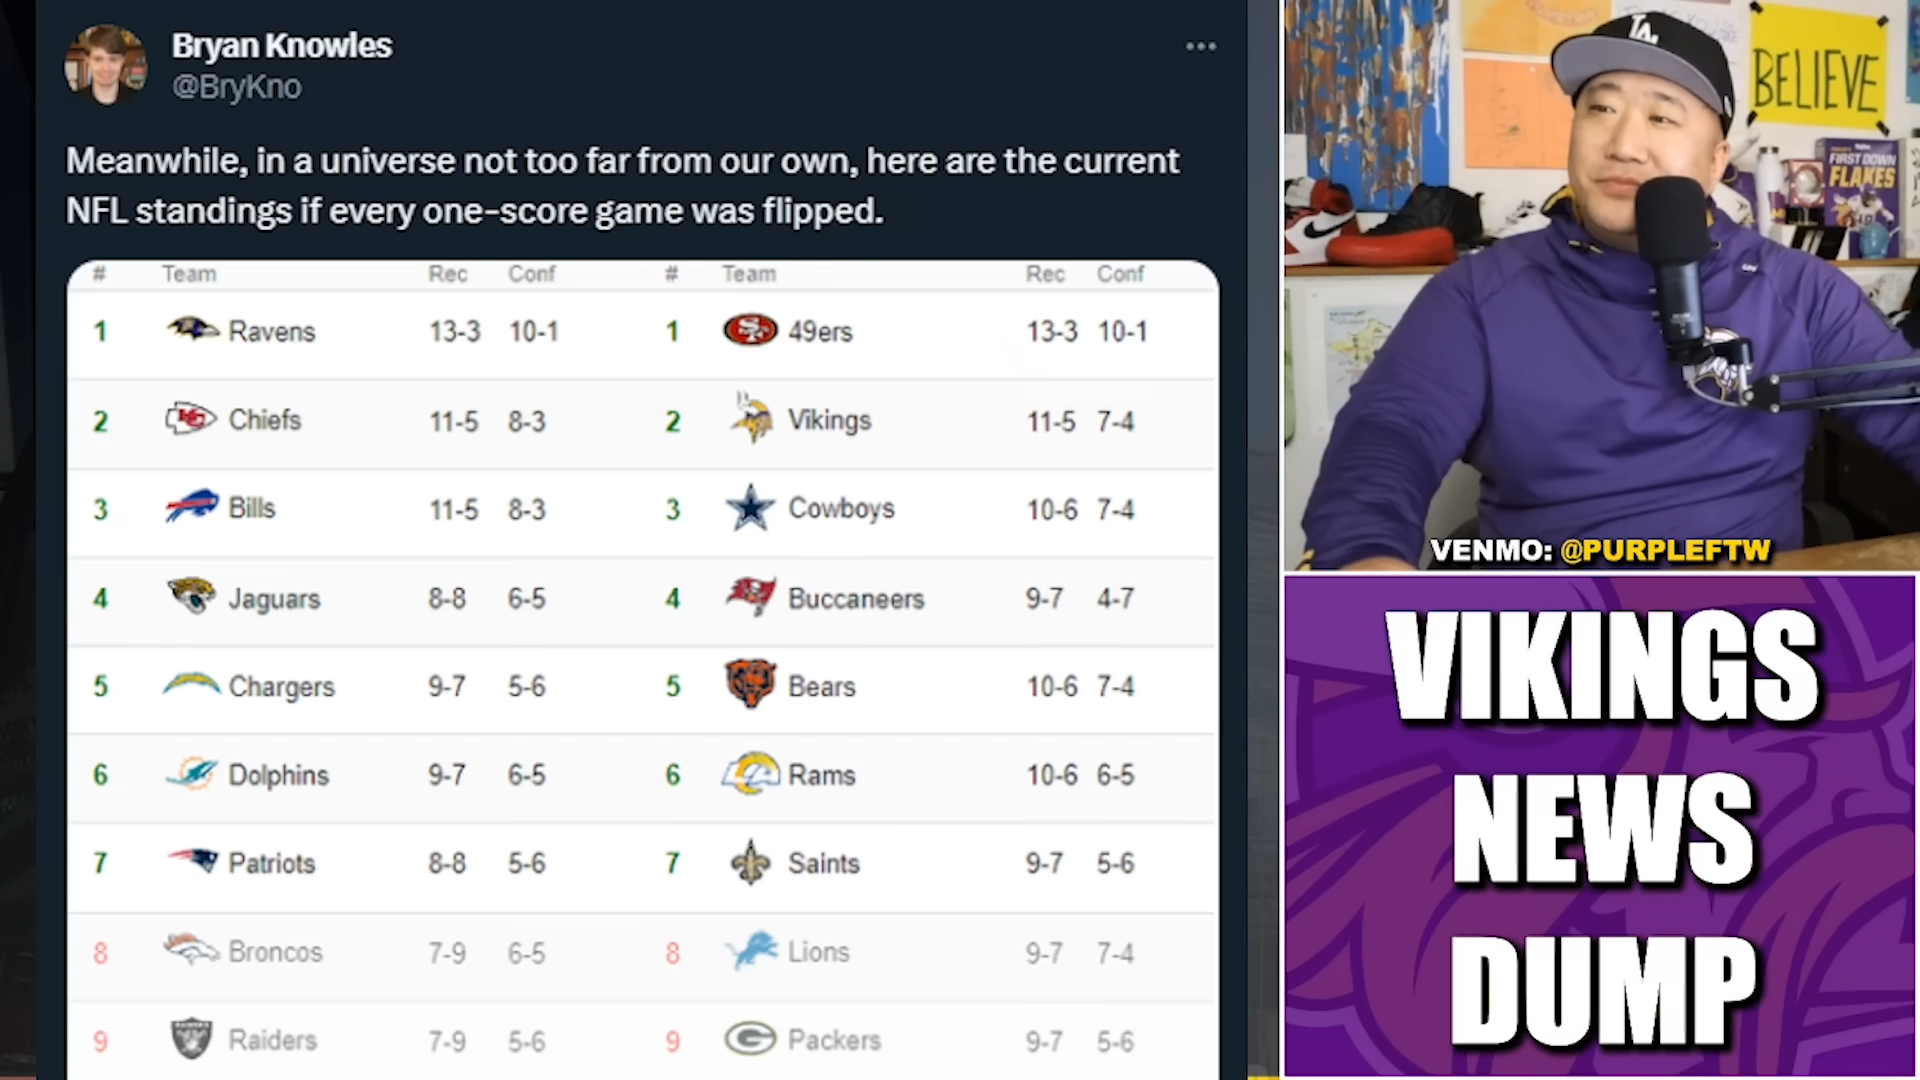 Bryan Knowles
@BryKno
Meanwhile, in a universe not too far from our own, here are the current
NFL standings if every one-score game was flipped.
# Team Rec Conf # Team Rec Conf
1 Ravens 13-3 10-1 1 49ers 13-3 10-1
2 Chiefs 11-5 8-3 2 Vikings 11-5 7-4
3 Bills 11-5 8-3 3 Cowboys 10-6 7-4
4 Jaguars 8-8 6-5 4 Buccaneers 9-7 4-7
5 Chargers 9-7 5-6 5 Bears 10-6 7-4
6 Dolphins 9-7 6-5 6 Rams 10-6 6-5
7 Patriots 8-8 5-6 7 Saints 9-7 5-6
8 Broncos 7-9 6-5 8 Lions 9-7 7-4
9 Raiders 7-9 5-6 9 Packers 9-7 5-6
LA
BELIEVE
FIRST DOWN
FLAKES
VENMO: @PURPLEFTW
VIKINGS
NEWS
DUMP